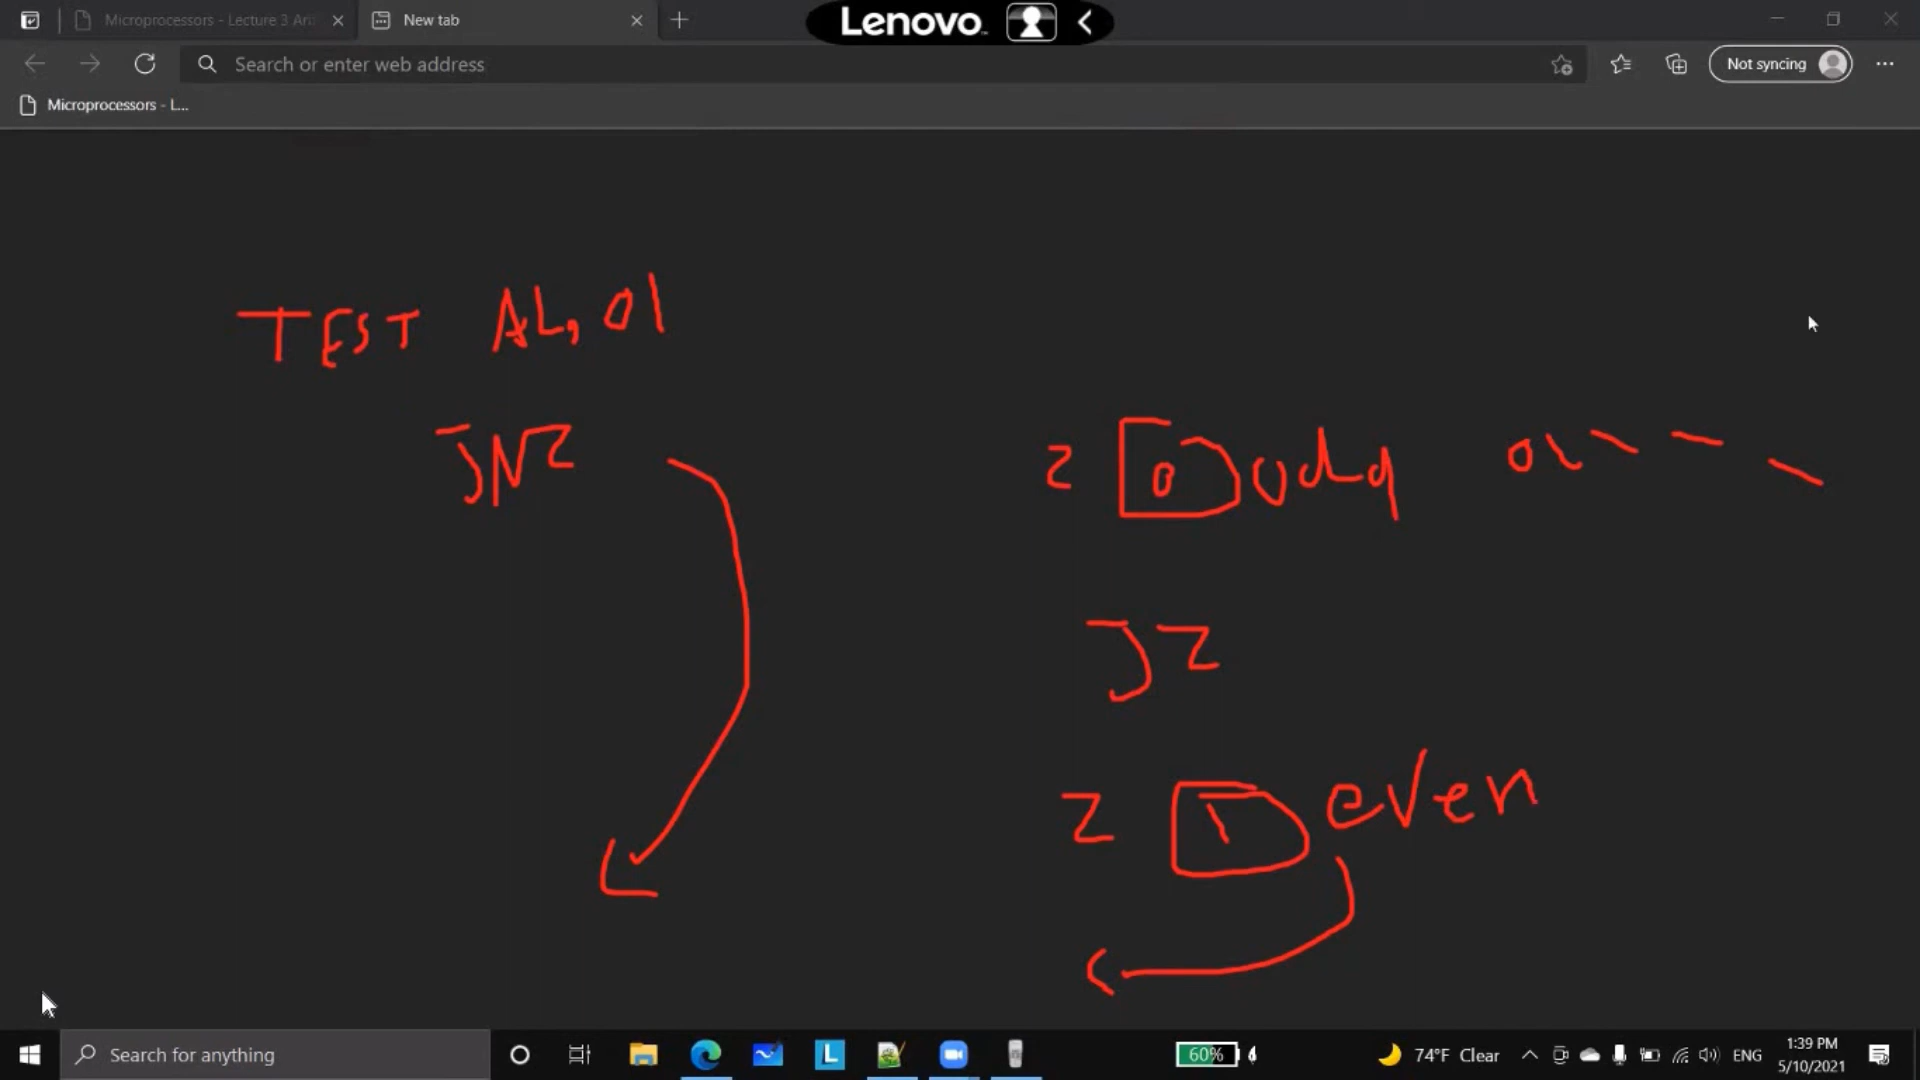 Microprocessors - Lecture 3 Ari
New tab
Lenovo
Search or enter web address
Not syncing
Microprocessors - L...
TEST AL, 01
JNZ
Z 0 odd
JZ
Z 1 even
Search for anything
60%
74°F Clear
ENG
1:39 PM
5/10/2021